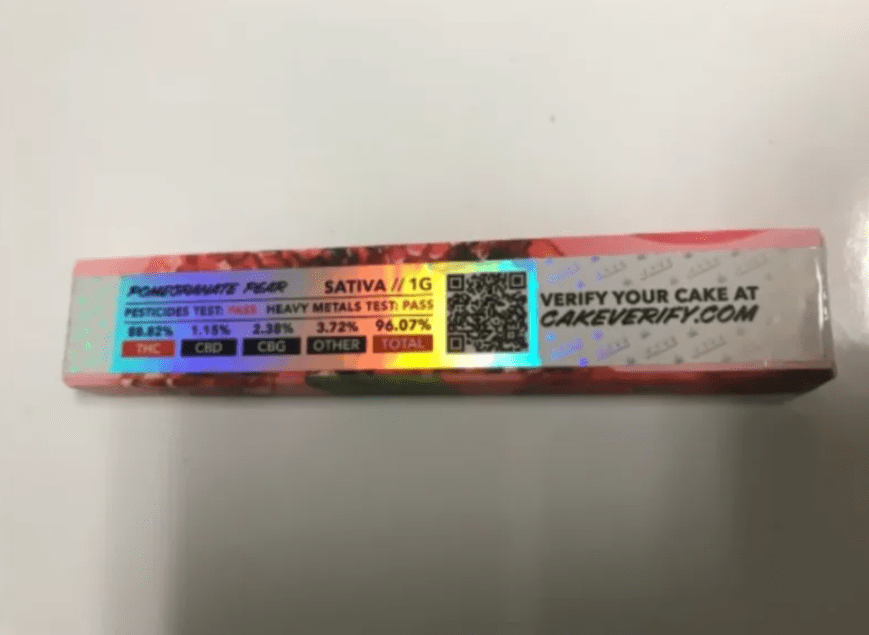 POMEGRANATE PEAR SATIVA // 1G
PESTICIDES TEST: PASS HEAVY METALS TEST: PASS
88.82% 1.15% 2.38% 3.72% 96.07%
THC CBD CBG OTHER TOTAL
VERIFY YOUR CAKE AT
CAKEVERIFY.COM